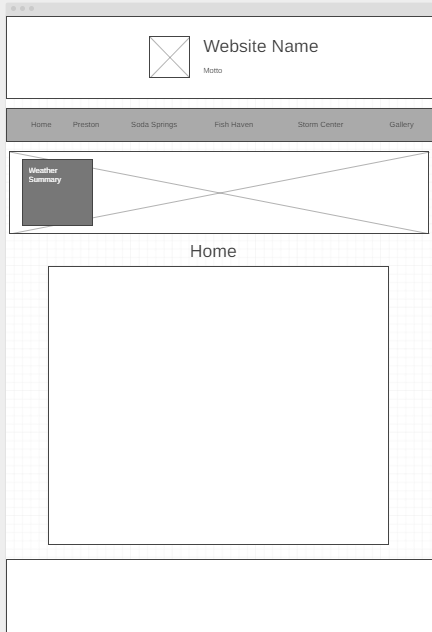 Website Name
Motto
Home Preston Soda Springs Fish Haven Storm Center Gallery
Weather
Summary
Home